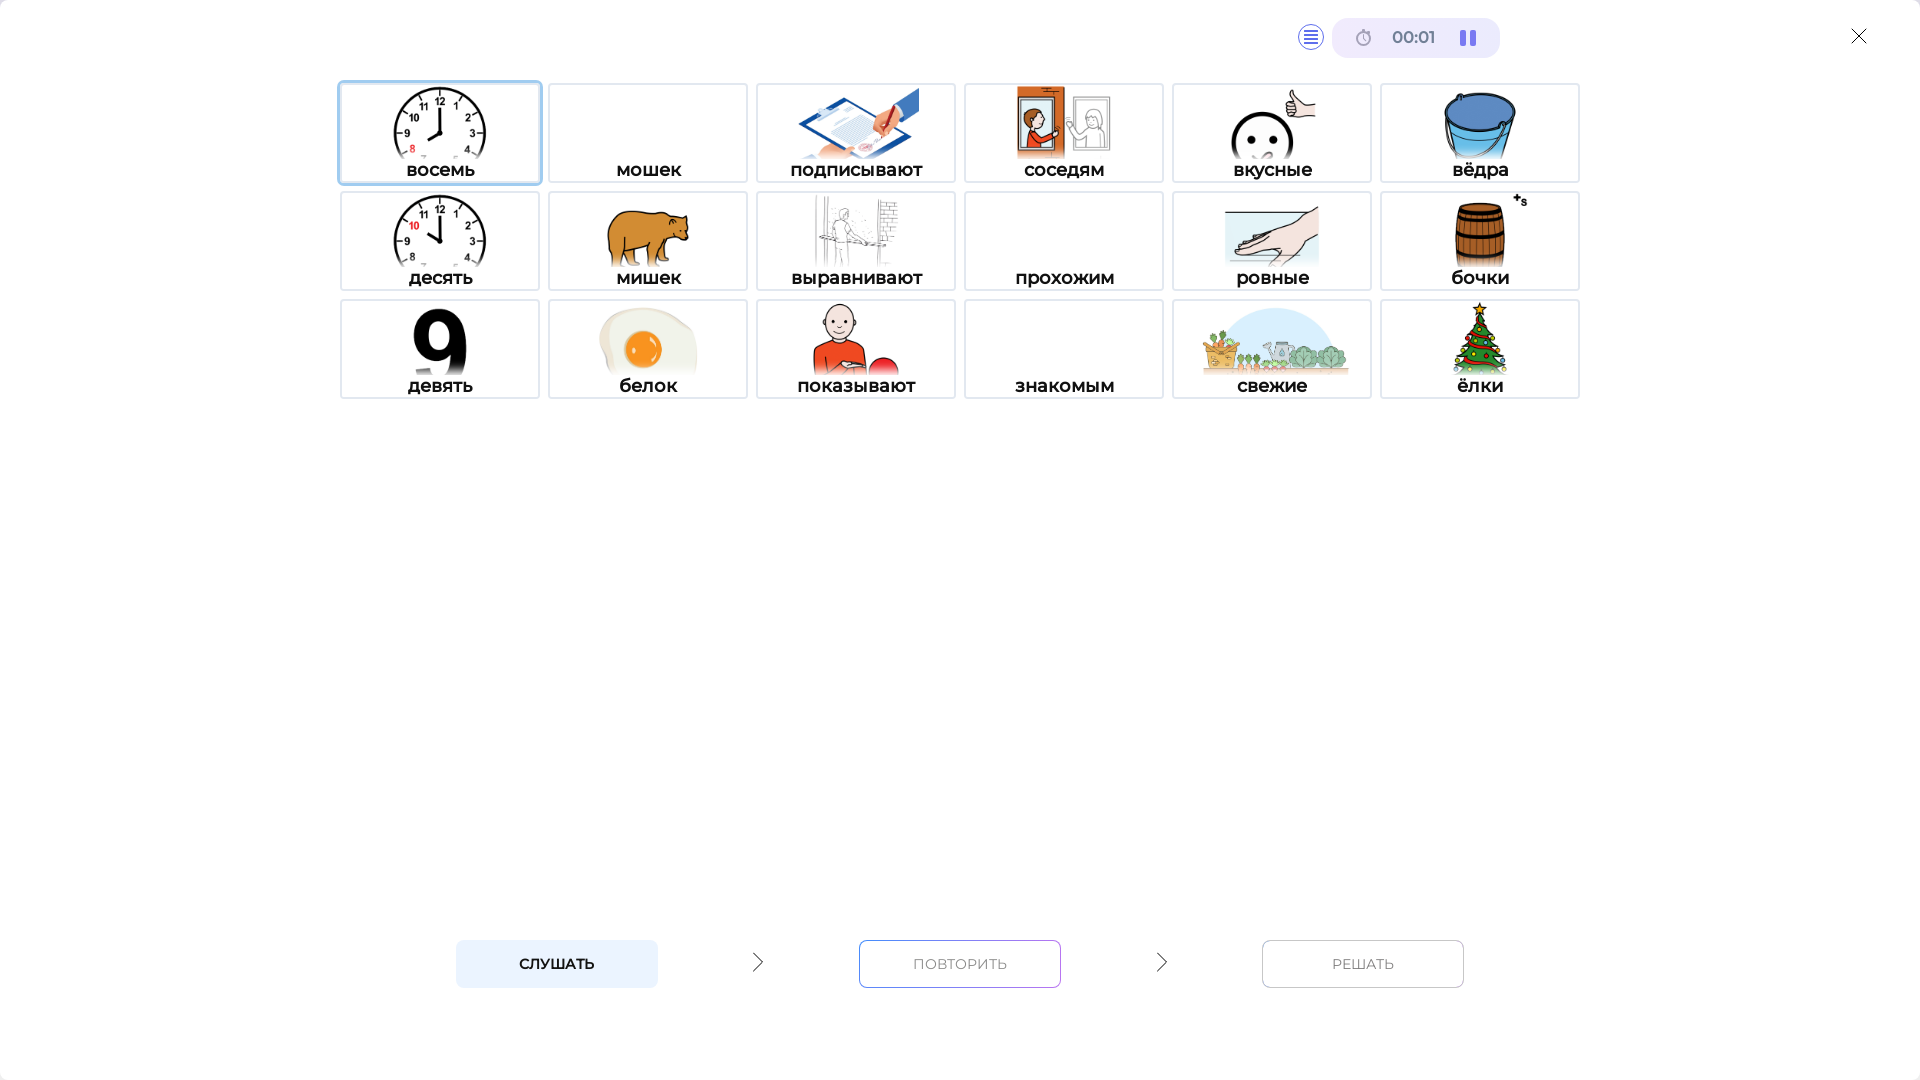 00:01
восемь
мошек
подписывают
соседям
вкусные
вёдра
десять
мишек
выравнивают
прохожим
ровные
бочки
девять
белок
показывают
знакомым
свежие
ёлки
СЛУШАТЬ
ПОВТОРИТЬ
РЕШАТЬ